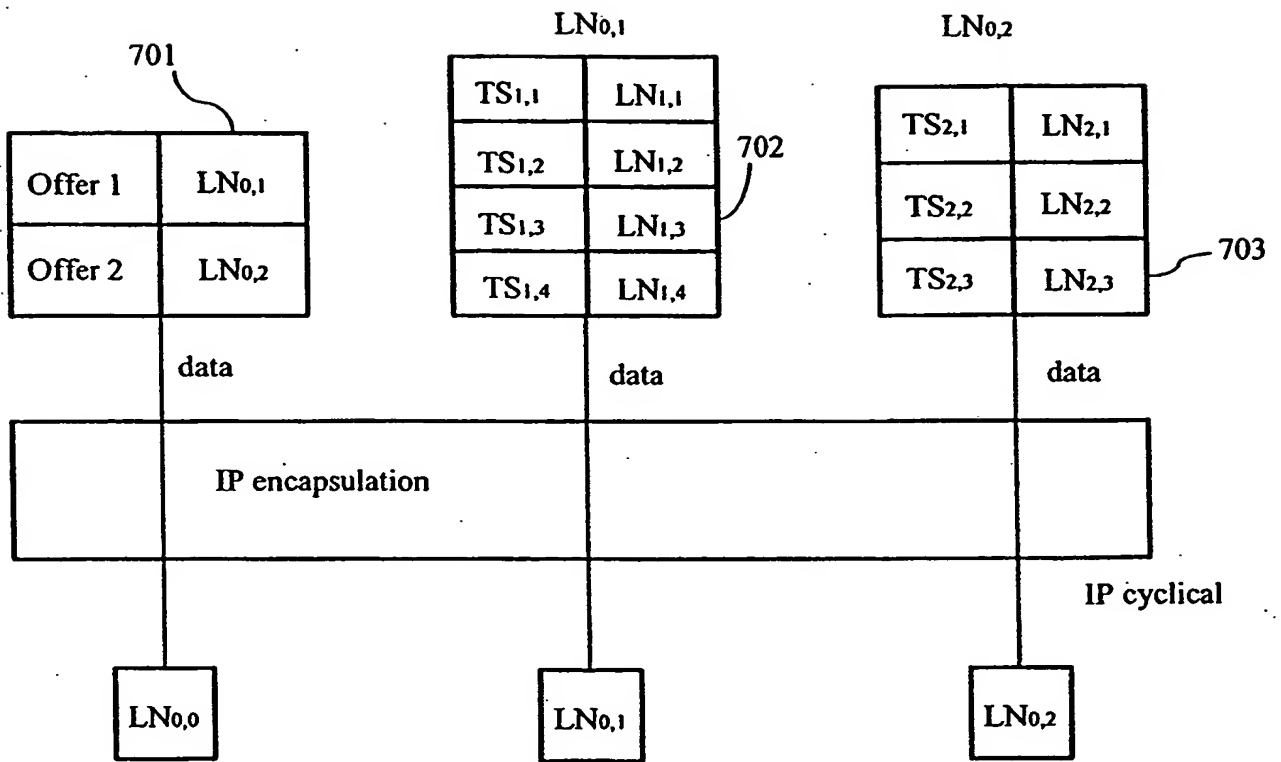 LN0,1
LN0,2
701
TS1,1 LN1,1
TS1,2 LN1,2
TS1,3 LN1,3
TS1,4 LN1,4
702
TS2,1 LN2,1
TS2,2 LN2,2
TS2,3 LN2,3
703
Offer 1 LN0,1
Offer 2 LN0,2
data
data
data
IP encapsulation
IP cyclical
LN0,0
LN0,1
LN0,2